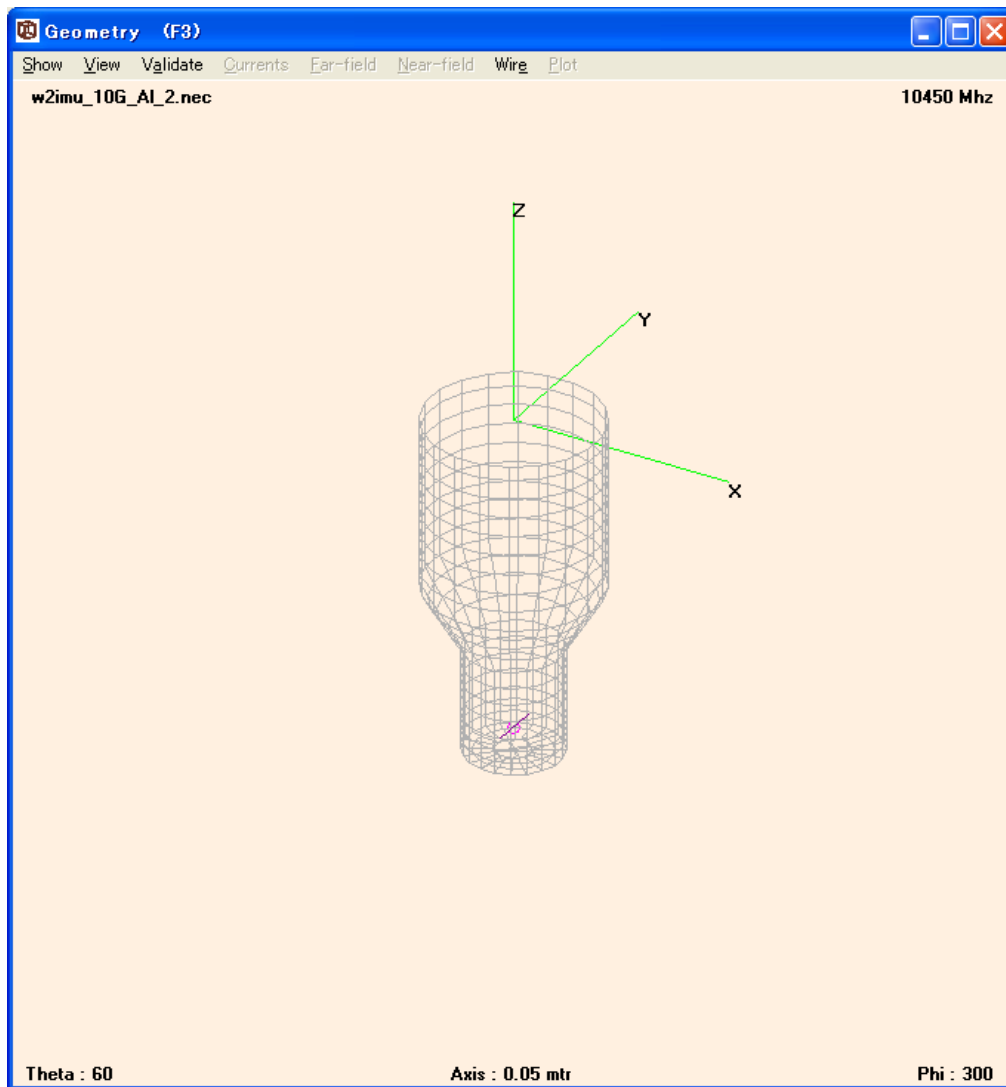 Geometry (F3)
Show View Validate Currents Far-field Near-field Wire Plot
w2imu_10G_Al_2.nec 10450 Mhz
Z
Y
X
Theta : 60 Axis : 0.05 mtr Phi : 300